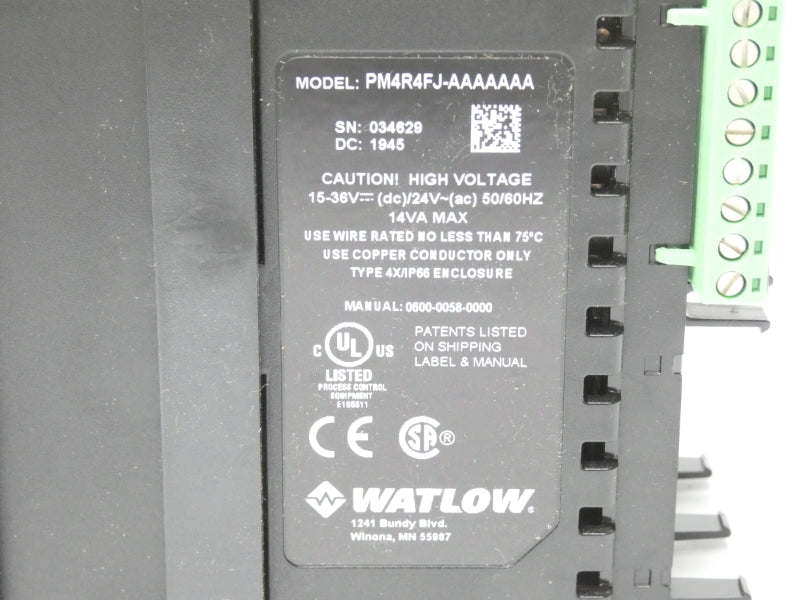 MODEL: PM4R4FJ-AAAAAAA
SN: 034629
DC: 1945
CAUTION! HIGH VOLTAGE
15-36V⎓ (dc)/24V~(ac) 50/60HZ
14VA MAX
USE WIRE RATED NO LESS THAN 75°C
USE COPPER CONDUCTOR ONLY
TYPE 4X/IP66 ENCLOSURE
MANUAL: 0600-0058-0000
C UL US
LISTED
PROCESS CONTROL
EQUIPMENT
E185611
PATENTS LISTED
ON SHIPPING
LABEL & MANUAL
CE SA®
WATLOW®
1241 Bundy Blvd.
Winona, MN 55987